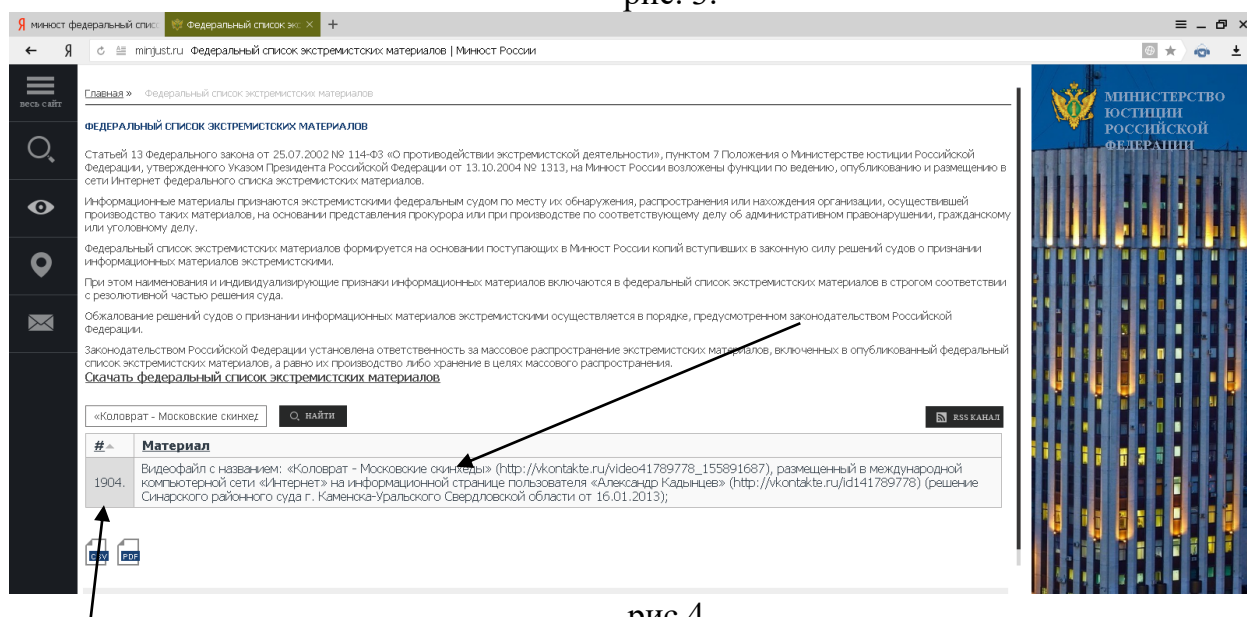 рис. 3.
минюст федеральный спис
Федеральный список экс
minjust.ru Федеральный список экстремистских материалов | Минюст России
весь сайт
Главная » Федеральный список экстремистских материалов
ФЕДЕРАЛЬНЫЙ СПИСОК ЭКСТРЕМИСТСКИХ МАТЕРИАЛОВ
Статьей 13 Федерального закона от 25.07.2002 № 114-ФЗ «О противодействии экстремистской деятельности», пунктом 7 Положения о Министерстве юстиции Российской
Федерации, утвержденного Указом Президента Российской Федерации от 13.10.2004 № 1313, на Минюст России возложены функции по ведению, опубликованию и размещению в
сети Интернет федерального списка экстремистских материалов.
Информационные материалы признаются экстремистскими федеральным судом по месту их обнаружения, распространения или нахождения организации, осуществившей
производство таких материалов, на основании представления прокурора или при производстве по соответствующему делу об административном правонарушении, гражданскому
или уголовному делу.
Федеральный список экстремистских материалов формируется на основании поступающих в Минюст России копий вступивших в законную силу решений судов о признании
информационных материалов экстремистскими.
При этом наименования и индивидуализирующие признаки информационных материалов включаются в федеральный список экстремистских материалов в строгом соответствии
с резолютивной частью решения суда.
Обжалование решений судов о признании информационных материалов экстремистскими осуществляется в порядке, предусмотренном законодательством Российской
Федерации.
Законодательством Российской Федерации установлена ответственность за массовое распространение экстремистских материалов, включенных в опубликованный федеральный
список экстремистских материалов, а равно их производство либо хранение в целях массового распространения.
Скачать федеральный список экстремистских материалов
«Коловрат - Московские скинхед
НАЙТИ
RSS КАНАЛ
# Материал
1904. Видеофайл с названием: «Коловрат - Московские скинхеды» (http://vkontakte.ru/video41789778_155891687), размещенный в международной
компьютерной сети «Интернет» на информационной странице пользователя «Александр Кадынцев» (http://vkontakte.ru/id141789778) (решение
Синарского районного суда г. Каменска-Уральского Свердловской области от 16.01.2013);
CSV PDF
МИНИСТЕРСТВО
ЮСТИЦИИ
РОССИЙСКОЙ
ФЕДЕРАЦИИ
рис 4